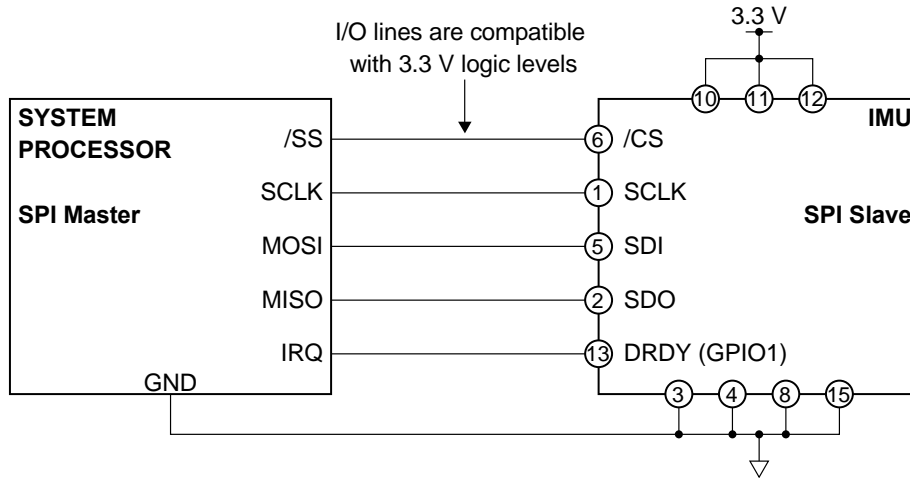 3.3 V
I/O lines are compatible
with 3.3 V logic levels
10 11 12
SYSTEM
PROCESSOR
SPI Master
IMU
SPI Slave
/SS 6 /CS
SCLK 1 SCLK
MOSI 5 SDI
MISO 2 SDO
IRQ 13 DRDY (GPIO1)
GND
3 4 8 15